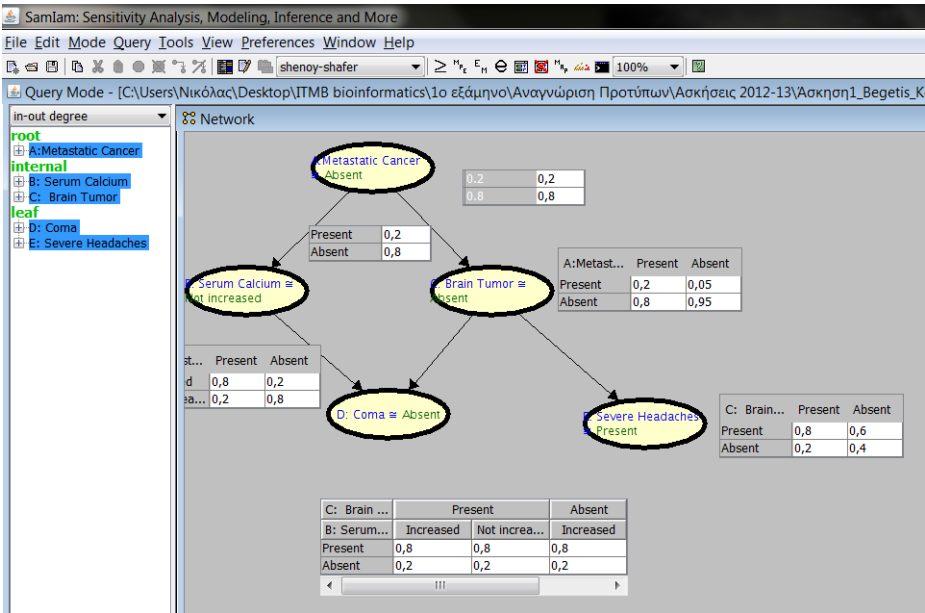 SamIam: Sensitivity Analysis, Modeling, Inference and More
File Edit Mode Query Tools View Preferences Window Help
shenoy-shafer
100%
Query Mode - [C:\Users\Νικόλας\Desktop\ITMB bioinformatics\1ο εξάμηνο\Αναγνώριση Προτύπων\Ασκήσεις 2012-13\Άσκηση1_Begetis_K
in-out degree
root
A:Metastatic Cancer
internal
B: Serum Calcium
C: Brain Tumor
leaf
D: Coma
E: Severe Headaches
Network
A:Metastatic Cancer
≅ Absent
0.2 0,2
0.8 0,8
Present 0,2
Absent 0,8
B: Serum Calcium ≅
Not increased
C: Brain Tumor ≅
Absent
A:Metast... Present Absent
Present 0,2 0,05
Absent 0,8 0,95
st... Present Absent
d 0,8 0,2
ea... 0,2 0,8
D: Coma ≅ Absent
E: Severe Headaches
≅ Present
C: Brain... Present Absent
Present 0,8 0,6
Absent 0,2 0,4
C: Brain ... Present Absent
B: Serum... Increased Not increa... Increased
Present 0,8 0,8 0,8
Absent 0,2 0,2 0,2